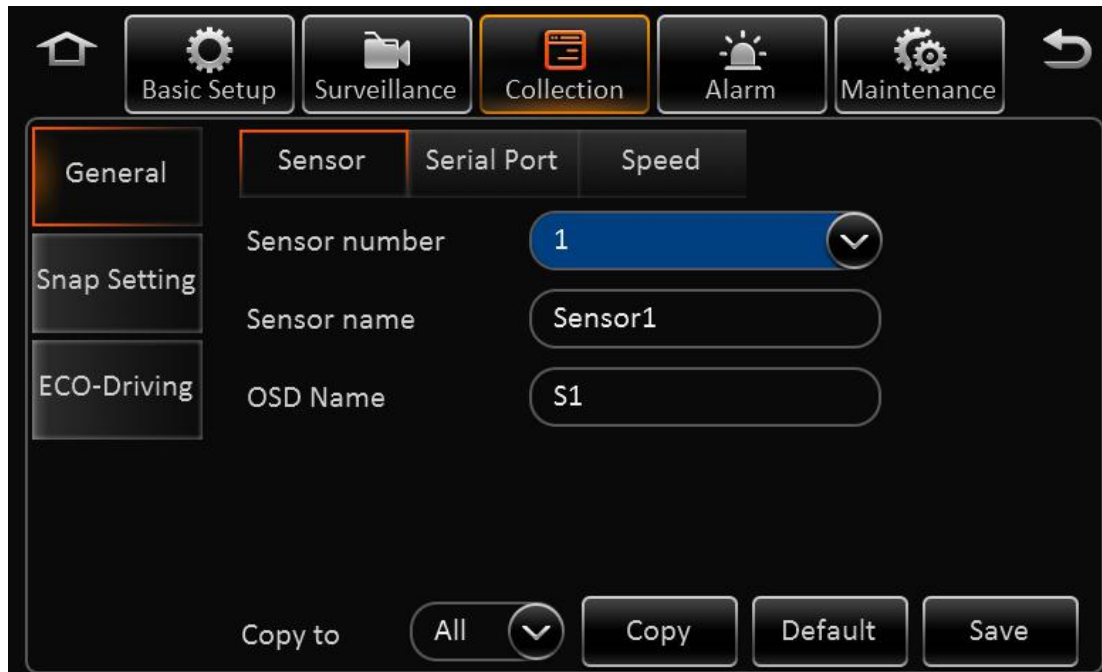 Basic Setup Surveillance Collection Alarm Maintenance
General Sensor Serial Port Speed
Sensor number 1
Snap Setting
Sensor name Sensor1
ECO-Driving
OSD Name S1
Copy to All Copy Default Save